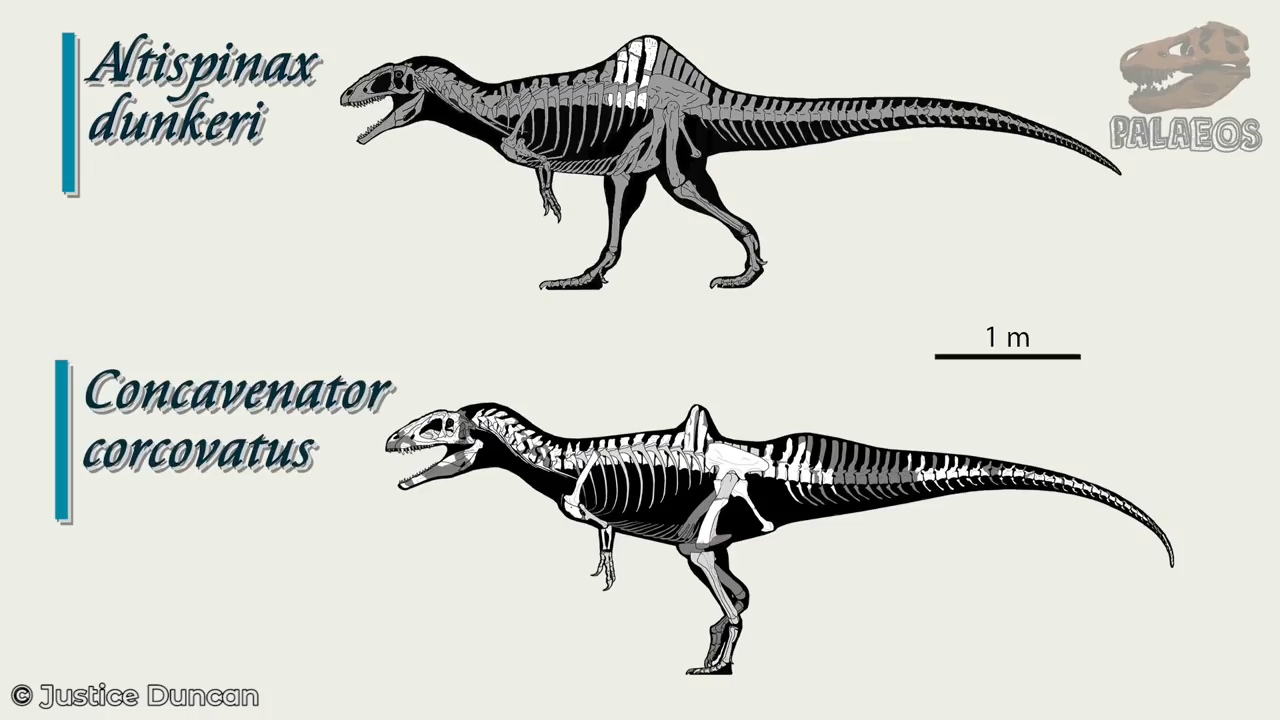 Altispinax
dunkeri
PALAEOS
1 m
Concavenator
corcovatus
© Justice Duncan